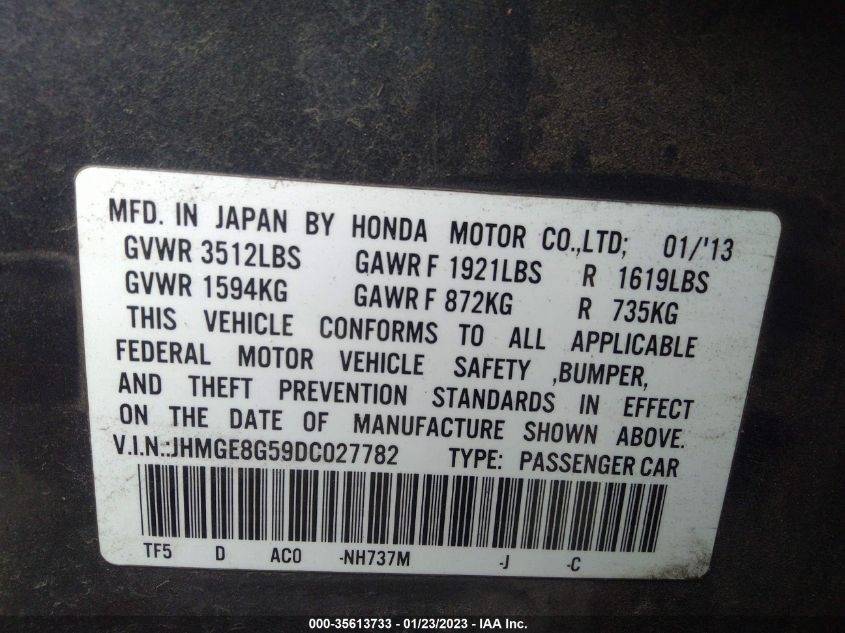 MFD. IN JAPAN BY HONDA MOTOR CO.,LTD; 01/'13
GVWR 3512LBS GAWR F 1921LBS R 1619LBS
GVWR 1594KG GAWR F 872KG R 735KG
THIS VEHICLE CONFORMS TO ALL APPLICABLE
FEDERAL MOTOR VEHICLE SAFETY ,BUMPER,
AND THEFT PREVENTION STANDARDS IN EFFECT
ON THE DATE OF MANUFACTURE SHOWN ABOVE.
V.I.N.:JHMGE8G59DC027782 TYPE: PASSENGER CAR
TF5 D AC0 -NH737M -J -C
000-35613733 - 01/23/2023 - IAA Inc.